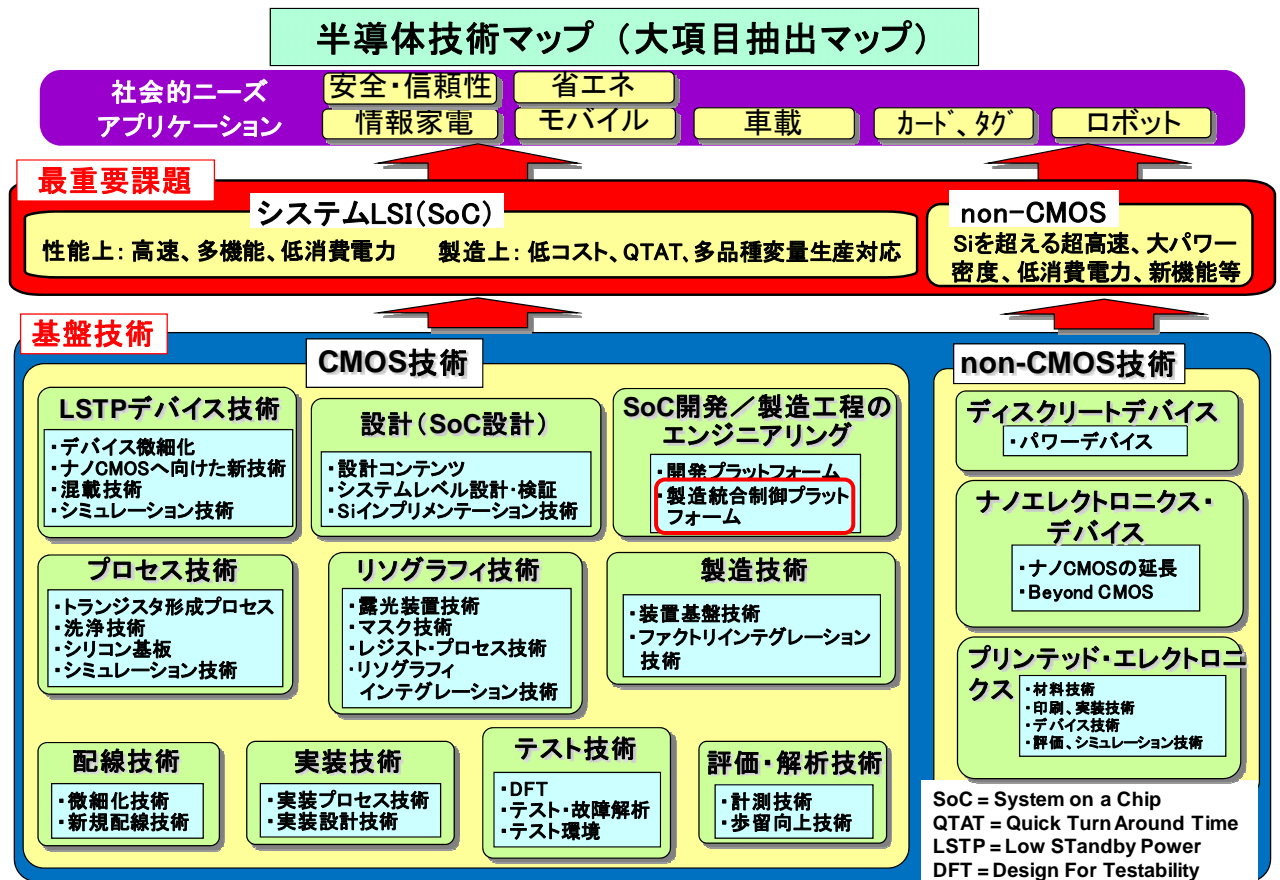 半導体技術マップ （大項目抽出マップ）
社会的ニーズ
アプリケーション
安全・信頼性
省エネ
情報家電
モバイル
車載
ｶｰﾄﾞ、ﾀｸﾞ
ロボット
最重要課題
システムLSI(SoC)
性能上：高速、多機能、低消費電力 製造上：低コスト、QTAT、多品種変量生産対応
non-CMOS
Siを超える超高速、大パワー
密度、低消費電力、新機能等
基盤技術
CMOS技術
LSTPデバイス技術
・デバイス微細化
・ナノCMOSへ向けた新技術
・混載技術
・シミュレーション技術
設計（SoC設計）
・設計コンテンツ
・システムレベル設計・検証
・Siインプリメンテーション技術
SoC開発／製造工程の
エンジニアリング
・開発プラットフォーム
・製造統合制御プラット
フォーム
プロセス技術
・トランジスタ形成プロセス
・洗浄技術
・シリコン基板
・シミュレーション技術
リソグラフィ技術
・露光装置技術
・マスク技術
・レジスト・プロセス技術
・リソグラフィ
インテグレーション技術
製造技術
・装置基盤技術
・ファクトリインテグレーション
技術
配線技術
・微細化技術
・新規配線技術
実装技術
・実装プロセス技術
・実装設計技術
テスト技術
・DFT
・テスト・故障解析
・テスト環境
評価・解析技術
・計測技術
・歩留向上技術
non-CMOS技術
ディスクリートデバイス
・パワーデバイス
ナノエレクトロニクス・
デバイス
・ナノCMOSの延長
・Beyond CMOS
プリンテッド・エレクトロニ
クス
・材料技術
・印刷、実装技術
・デバイス技術
・評価、シミュレーション技術
SoC = System on a Chip
QTAT = Quick Turn Around Time
LSTP = Low STandby Power
DFT = Design For Testability